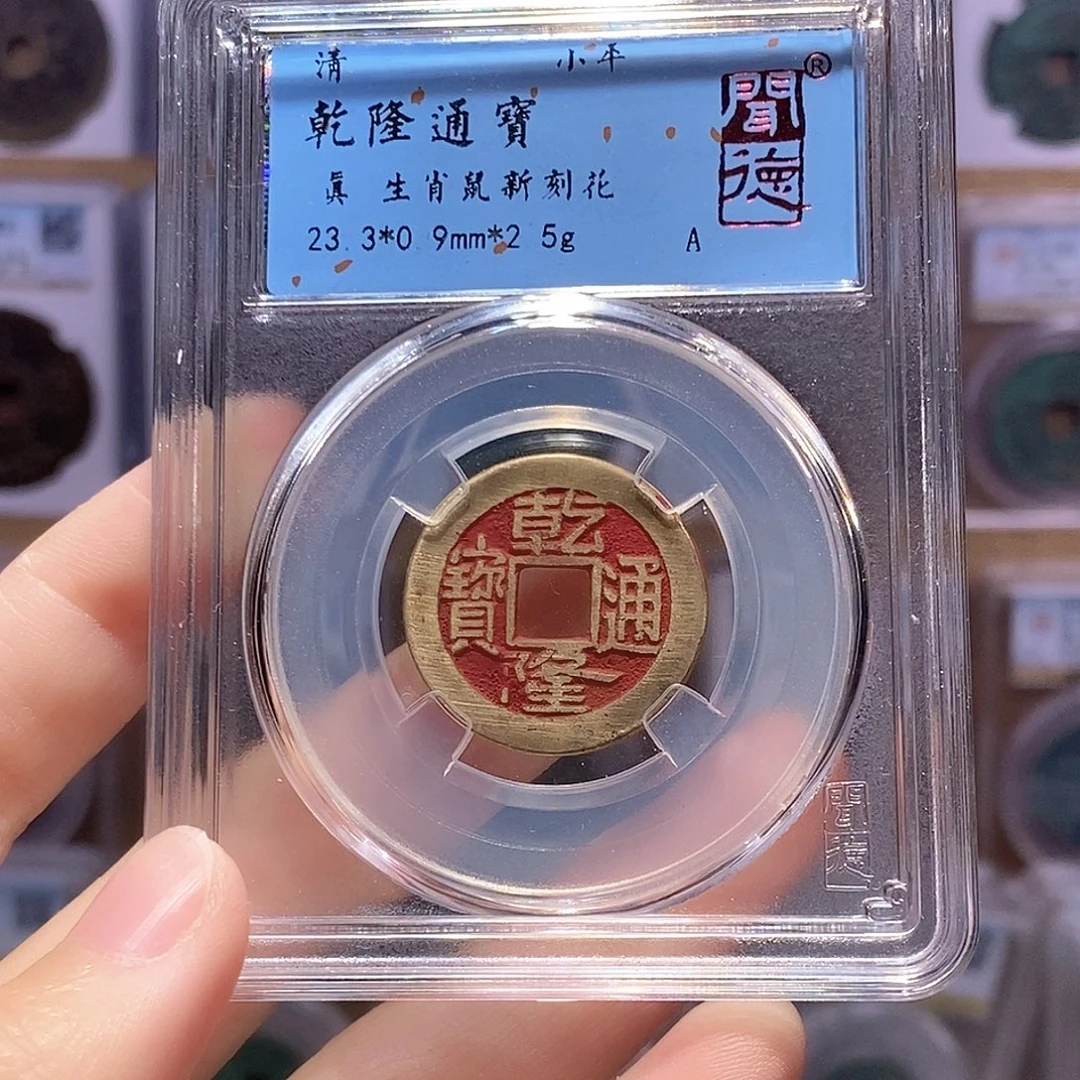 清 小平
乾隆通寶
真 生肖鼠新刻花
23.3*0.9mm*2.5g A
聞德®
乾隆通寶
聞德